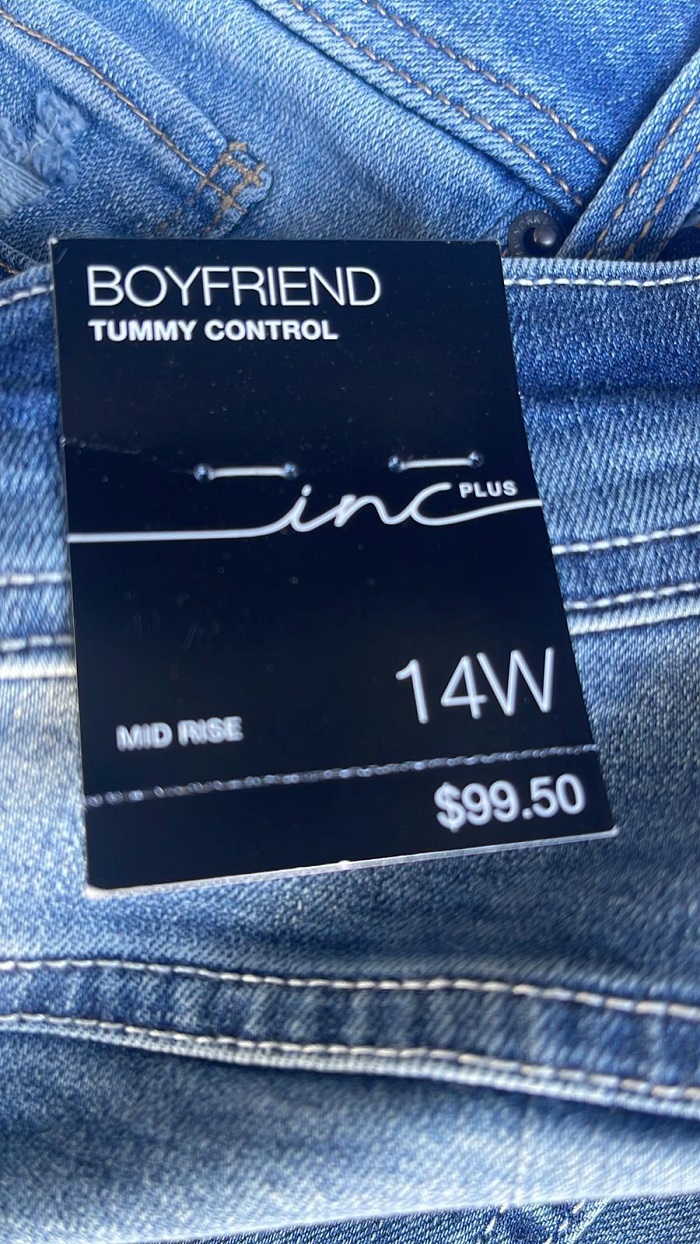 BOYFRIEND
TUMMY CONTROL
inc PLUS
14W
MID RISE
$99.50